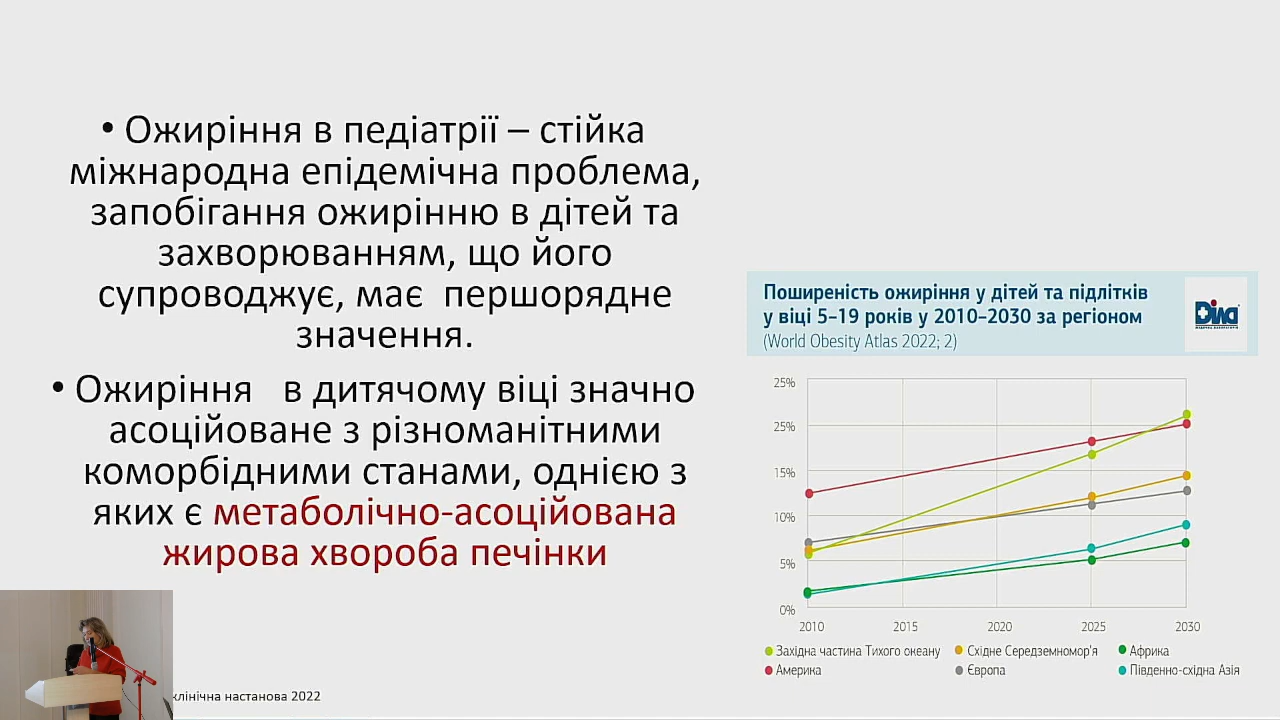 • Ожиріння в педіатрії – стійка
міжнародна епідемічна проблема,
запобігання ожирінню в дітей та
захворюванням, що його
супроводжує, має першорядне
значення.
• Ожиріння в дитячому віці значно
асоційоване з різноманітними
коморбідними станами, однією з
яких є метаболічно-асоційована
жирова хвороба печінки
клінічна настанова 2022
Поширеність ожиріння у дітей та підлітків
у віці 5–19 років у 2010–2030 за регіоном
(World Obesity Atlas 2022; 2)
Діла
25%
25%
15%
10%
5%
0%
2010 2015 2020 2025 2030
Західна частина Тихого океану Східне Середземномор'я Африка
Америка Європа Південно-східна Азія